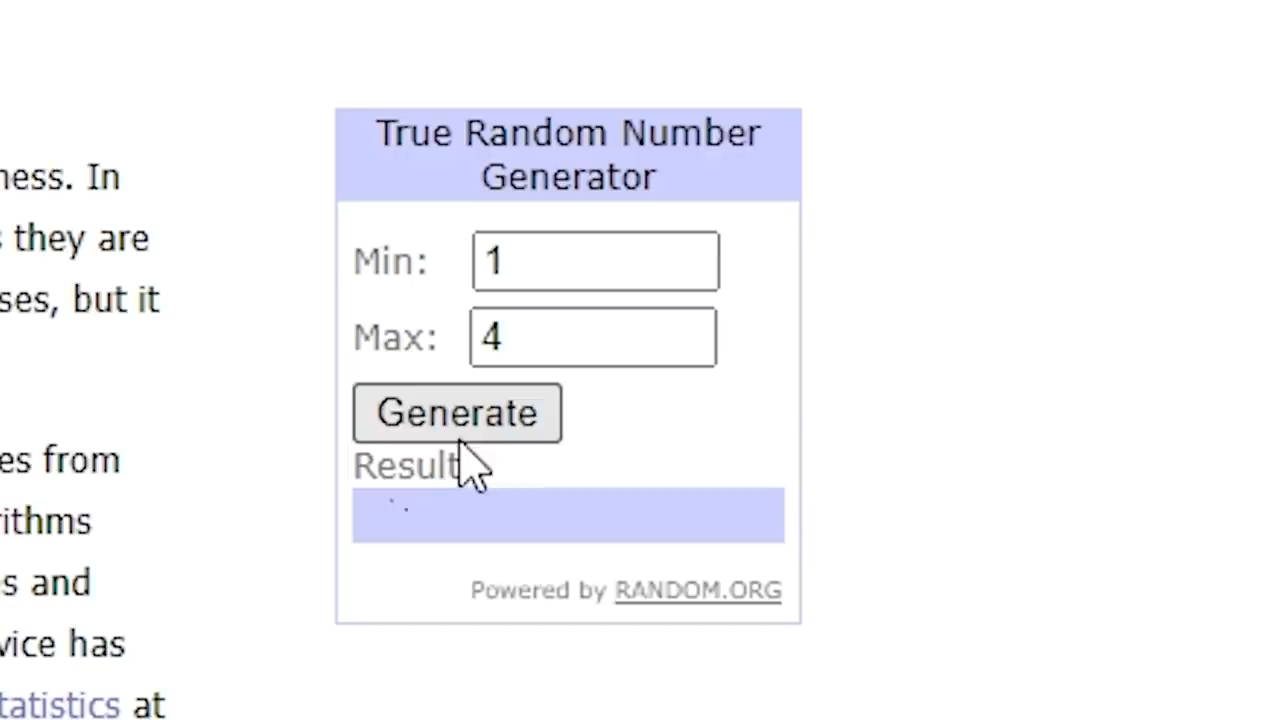 True Random Number
Generator
ness. In
s they are
Min: 1
ses, but it
Max: 4
Generate
es from
Result
rithms
s and
Powered by RANDOM.ORG
vice has
tatistics at